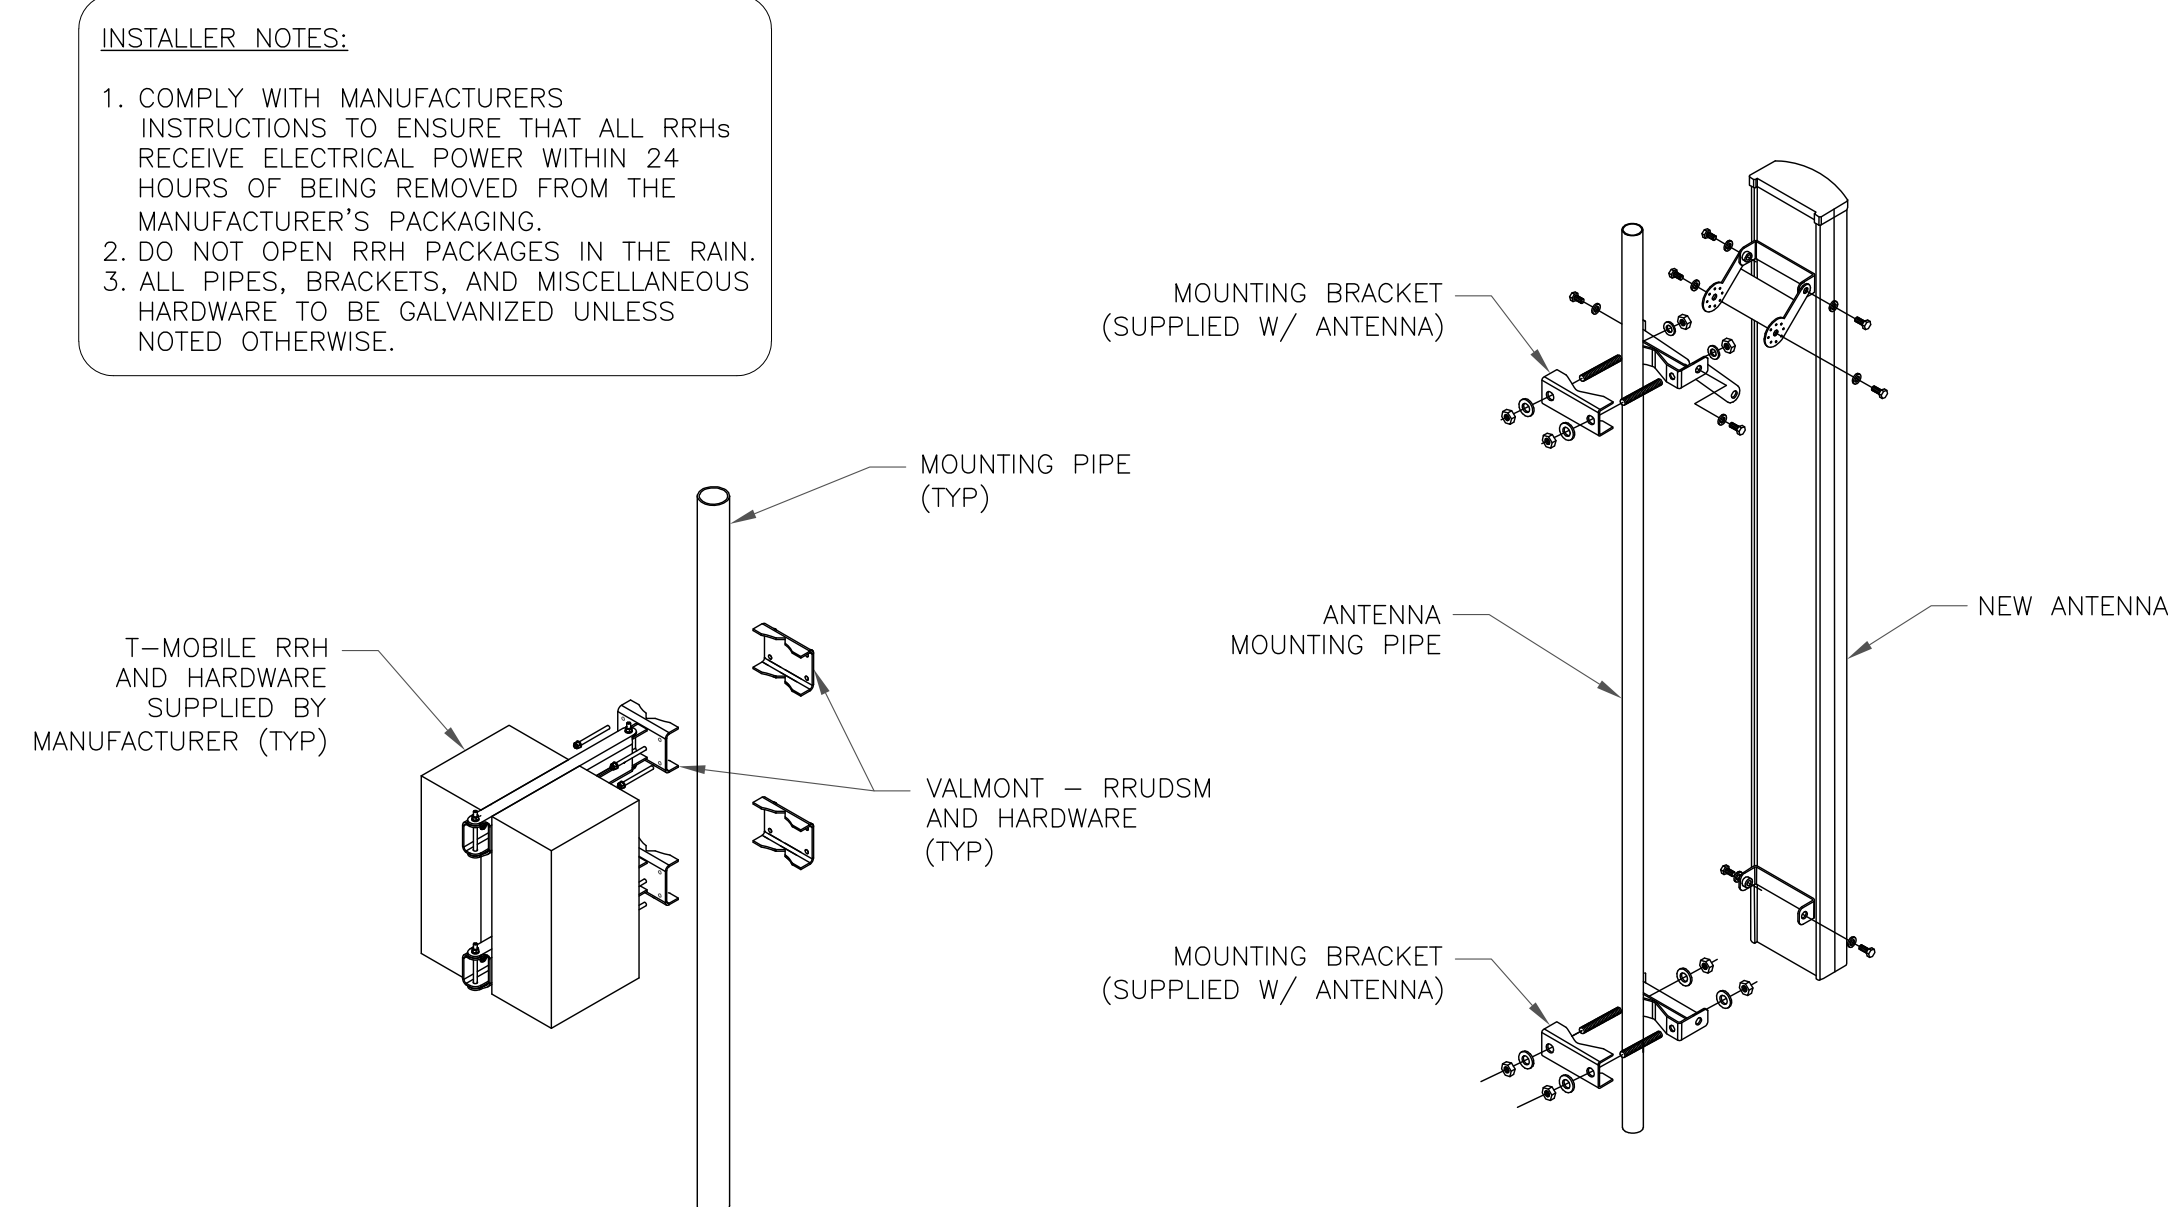 INSTALLER NOTES:
1. COMPLY WITH MANUFACTURERS
INSTRUCTIONS TO ENSURE THAT ALL RRHs
RECEIVE ELECTRICAL POWER WITHIN 24
HOURS OF BEING REMOVED FROM THE
MANUFACTURER'S PACKAGING.
2. DO NOT OPEN RRH PACKAGES IN THE RAIN.
3. ALL PIPES, BRACKETS, AND MISCELLANEOUS
HARDWARE TO BE GALVANIZED UNLESS
NOTED OTHERWISE.
MOUNTING PIPE
(TYP)
T-MOBILE RRH
AND HARDWARE
SUPPLIED BY
MANUFACTURER (TYP)
VALMONT - RRUDSM
AND HARDWARE
(TYP)
MOUNTING BRACKET
(SUPPLIED W/ ANTENNA)
ANTENNA
MOUNTING PIPE
NEW ANTENNA
MOUNTING BRACKET
(SUPPLIED W/ ANTENNA)